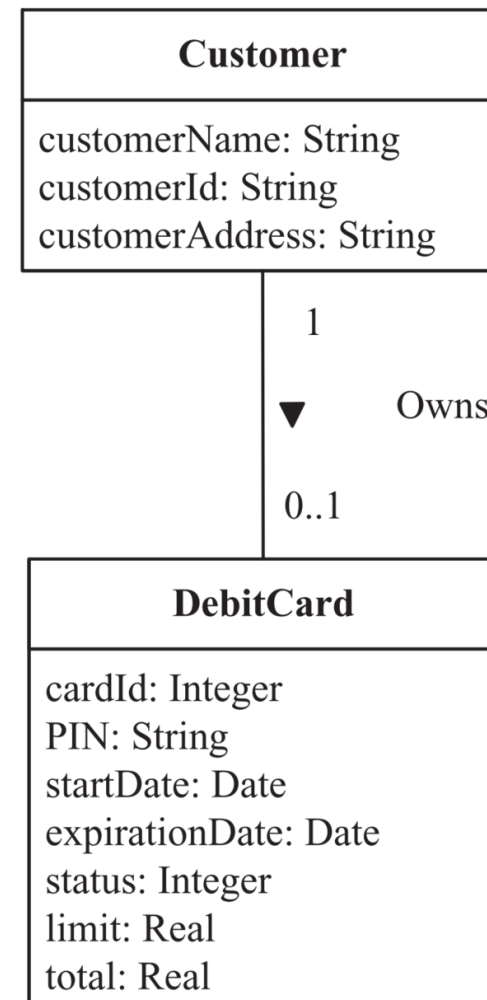 Customer
customerName: String
customerId: String
customerAddress: String
1
Owns
0..1
DebitCard
cardId: Integer
PIN: String
startDate: Date
expirationDate: Date
status: Integer
limit: Real
total: Real